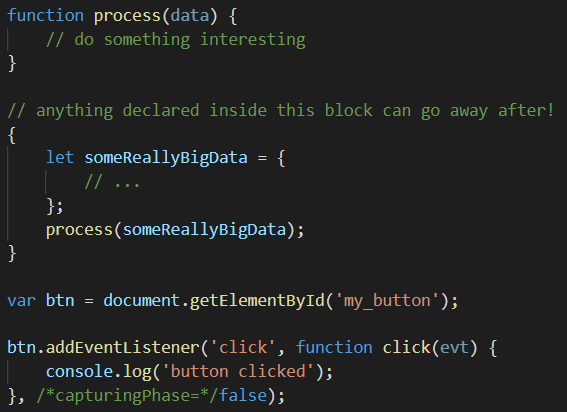 function process(data) {
    // do something interesting
}

// anything declared inside this block can go away after!
{
    let someReallyBigData = {
        // ...
    };
    process(someReallyBigData);
}

var btn = document.getElementById('my_button');

btn.addEventListener('click', function click(evt) {
    console.log('button clicked');
}, /*capturingPhase=*/false);